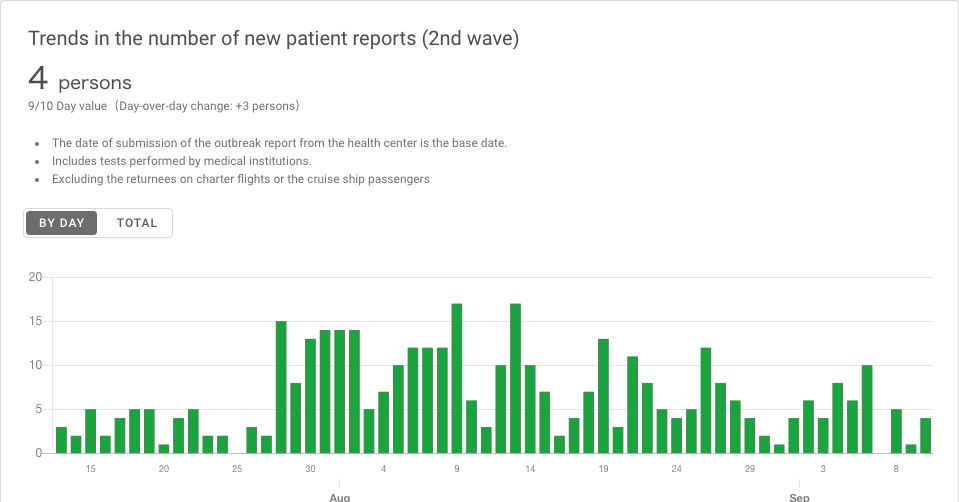 Trends in the number of new patient reports (2nd wave)
4 persons
9/10 Day value（Day-over-day change: +3 persons）
• The date of submission of the outbreak report from the health center is the base date.
• Includes tests performed by medical institutions.
• Excluding the returnees on charter flights or the cruise ship passengers
BY DAY TOTAL
20
15
10
5
0
15 20 25 30 4 9 14 19 24 29 3 8
Aug Sep